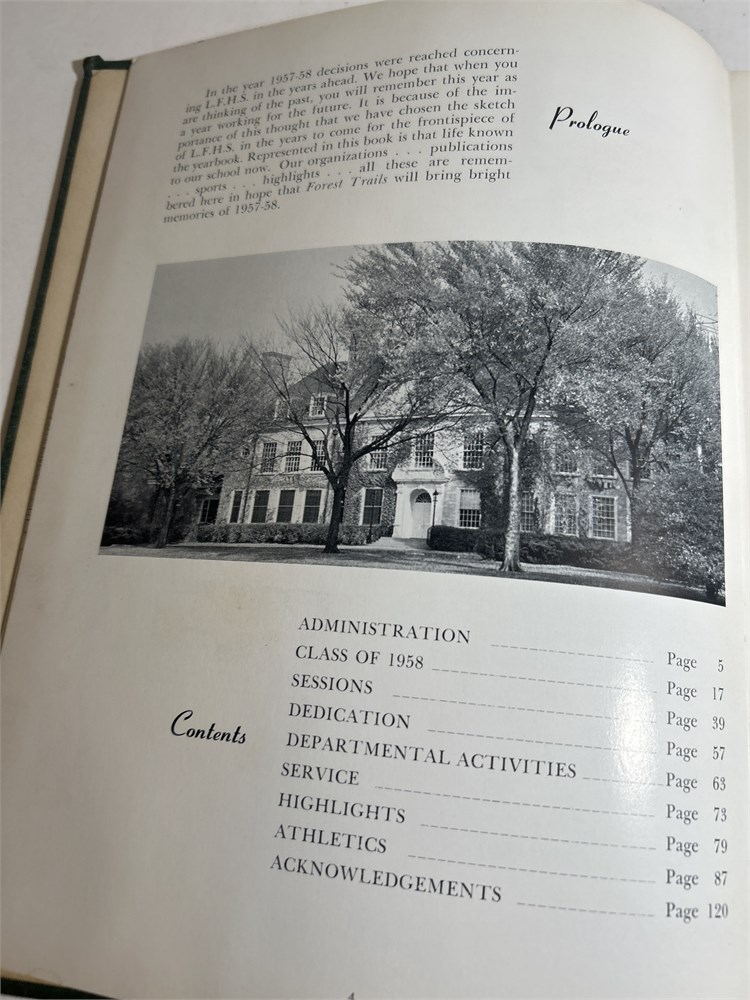 In the year 1957-58 decisions were reached concern-
ing L.F.H.S. in the years ahead. We hope that when you
are thinking of the past, you will remember this year as
a year working for the future. It is because of the im-
portance of this thought that we have chosen the sketch
of L.F.H.S. in the years to come for the frontispiece of
the yearbook. Represented in this book is that life known
to our school now. Our organizations . . . publications
. . . sports . . . highlights . . . all these are remem-
bered here in hope that Forest Trails will bring bright
memories of 1957-58.
Prologue
Contents
ADMINISTRATION Page 5
CLASS OF 1958 Page 17
SESSIONS Page 39
DEDICATION Page 57
DEPARTMENTAL ACTIVITIES Page 63
SERVICE Page 73
HIGHLIGHTS Page 79
ATHLETICS Page 87
ACKNOWLEDGEMENTS Page 120
4